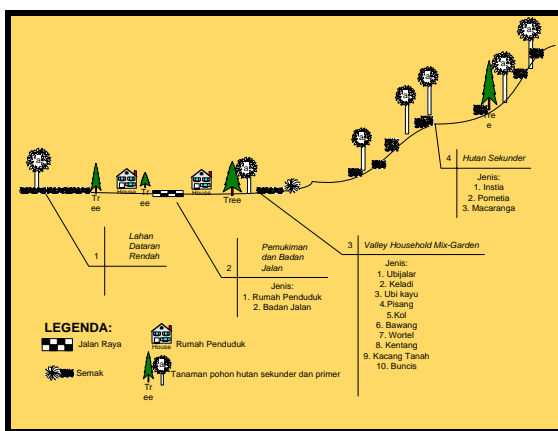 a
a
a
a
a
a
a
Tr
ee
Tr
ee
House
Tr
ee
House
Tree
4
Hutan Sekunder
Jenis:
1. Instia
2. Pometia
3. Macaranga
1
Lahan
Dataran
Rendah
2
Pemukiman
dan Badan
Jalan
Jenis:
1. Rumah Penduduk
2. Badan Jalan
3
Valley Household Mix-Garden
Jenis:
1. Ubijalar
2. Keladi
3. Ubi kayu
4.Pisang
5.Kol
6. Bawang
7. Wortel
8. Kentang
9. Kacang Tanah
10. Buncis
LEGENDA:
Jalan Raya
House
Rumah Penduduk
Semak
Tr
ee
a
Tanaman pohon hutan sekunder dan primer